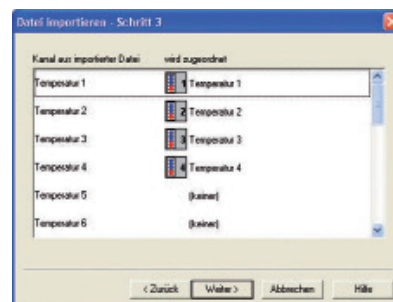 Datei importieren - Schritt 3
Kanal aus importierter Datei wird zugeordnet
Temperatur 1 1 Temperatur 1
Temperatur 2 2 Temperatur 2
Temperatur 3 3 Temperatur 3
Temperatur 4 4 Temperatur 4
Temperatur 5 (keiner)
Temperatur 6 (keiner)
< Zurück Weiter > Abbrechen Hilfe